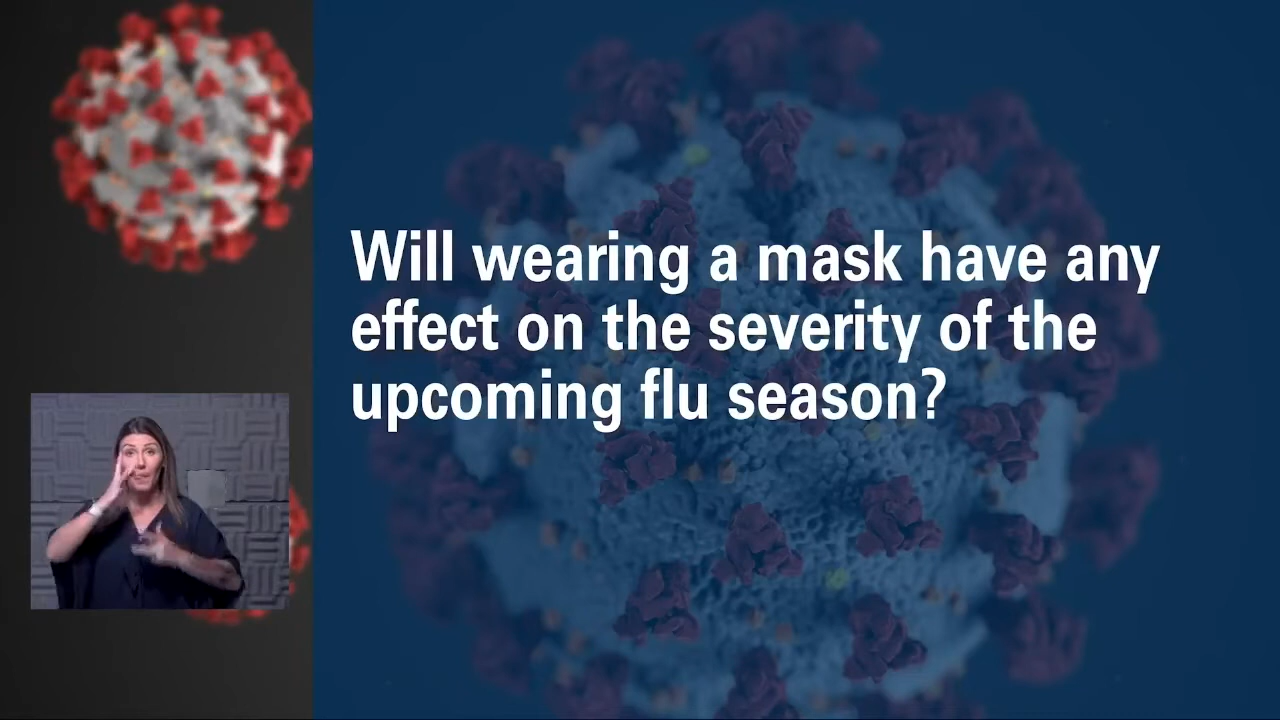 Will wearing a mask have any
effect on the severity of the
upcoming flu season?